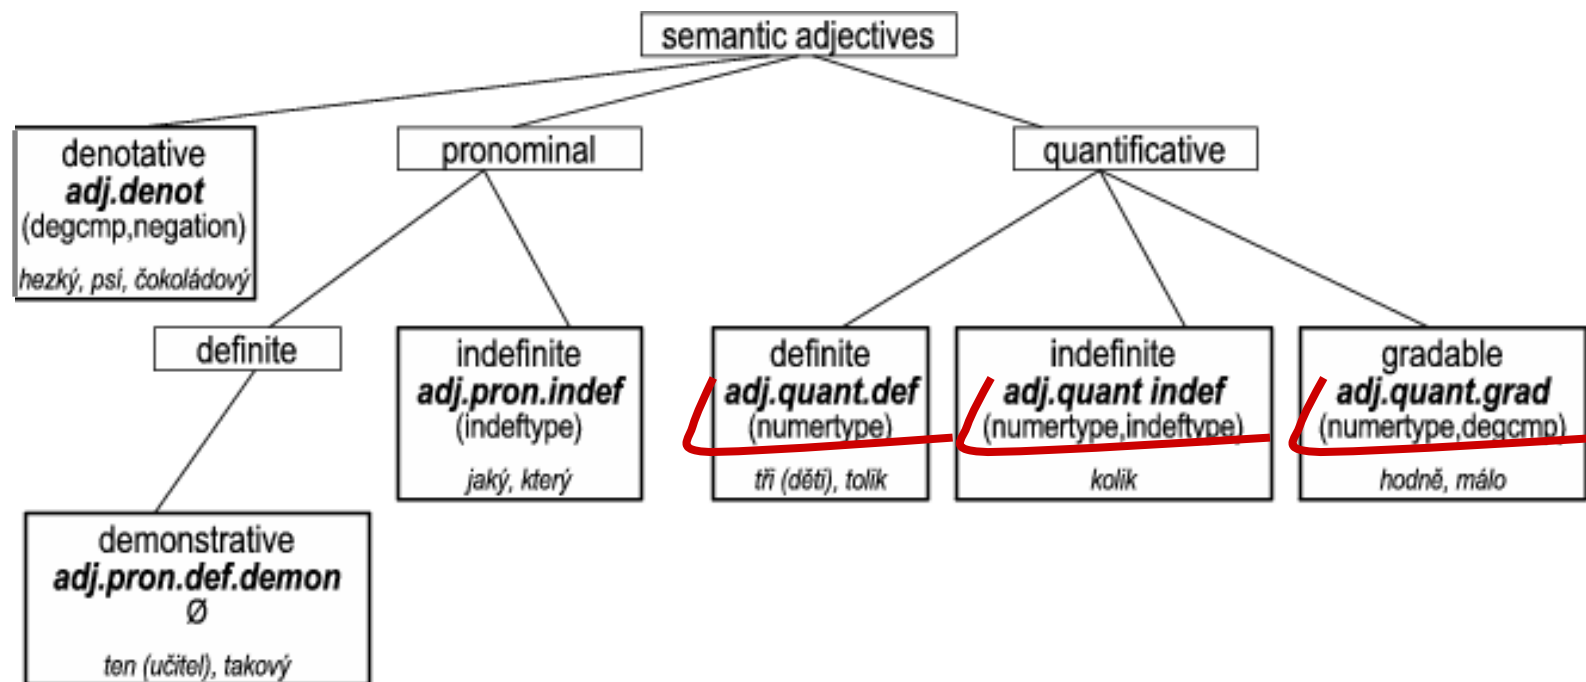 semantic adjectives
denotative
adj.denot
(degcmp,negation)
hezký, psí, čokoládový
pronominal
quantificative
definite
indefinite
adj.pron.indef
(indeftype)
jaký, který
definite
adj.quant.def
(numertype)
tři (děti), tolik
indefinite
adj.quant indef
(numertype,indeftype)
kolik
gradable
adj.quant.grad
(numertype,degcmp)
hodně, málo
demonstrative
adj.pron.def.demon
Ø
ten (učitel), takový